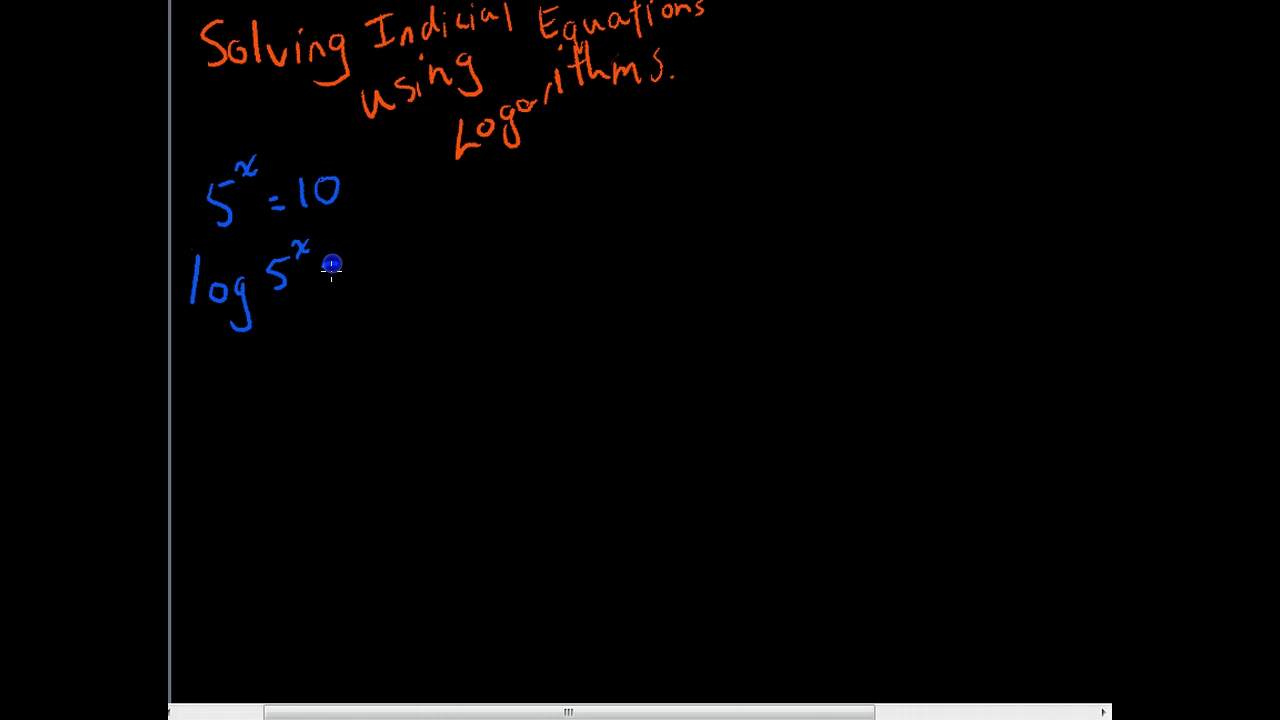 Solving Indicial Equations
using
Logarithms.
5^x = 10
log 5^x